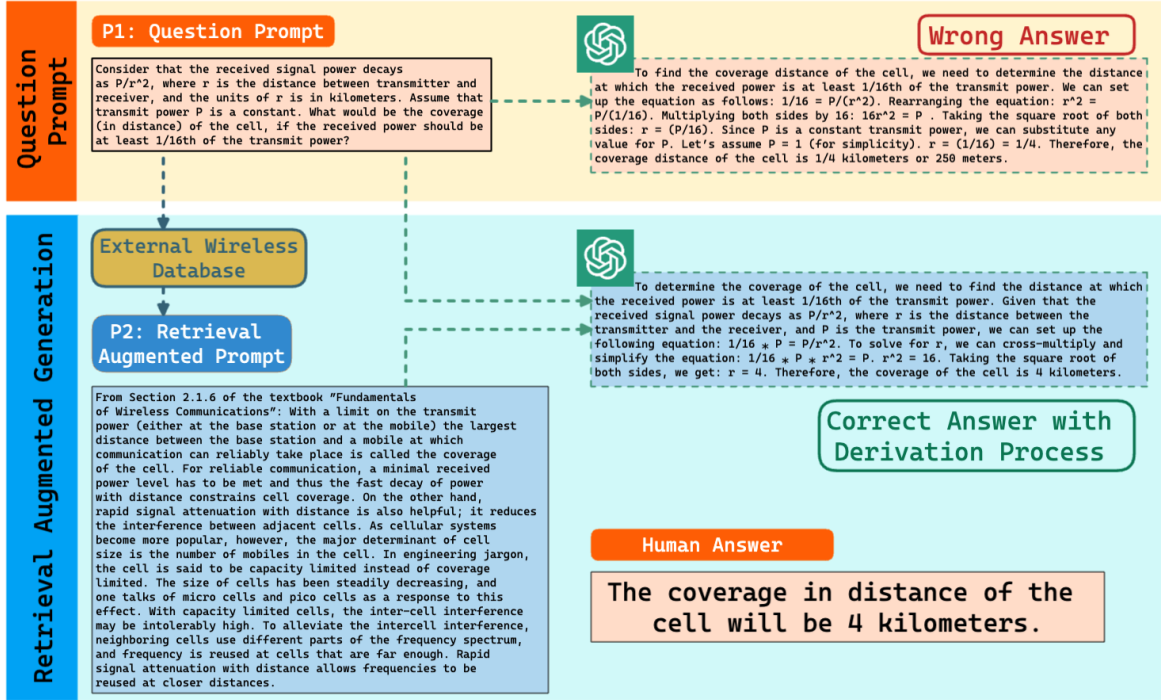 Question Prompt
P1: Question Prompt
Consider that the received signal power decays
as P/r^2, where r is the distance between transmitter and
receiver, and the units of r is in kilometers. Assume that
transmit power P is a constant. What would be the coverage
(in distance) of the cell, if the received power should be
at least 1/16th of the transmit power?
Wrong Answer
To find the coverage distance of the cell, we need to determine the distance
at which the received power is at least 1/16th of the transmit power. We can set
up the equation as follows: 1/16 = P/(r^2). Rearranging the equation: r^2 =
P/(1/16). Multiplying both sides by 16: 16r^2 = P . Taking the square root of both
sides: r = (P/16). Since P is a constant transmit power, we can substitute any
value for P. Let's assume P = 1 (for simplicity). r = (1/16) = 1/4. Therefore, the
coverage distance of the cell is 1/4 kilometers or 250 meters.
Retrieval Augmented Generation
External Wireless
Database
P2: Retrieval
Augmented Prompt
From Section 2.1.6 of the textbook "Fundamentals
of Wireless Communications": With a limit on the transmit
power (either at the base station or at the mobile) the largest
distance between the base station and a mobile at which
communication can reliably take place is called the coverage
of the cell. For reliable communication, a minimal received
power level has to be met and thus the fast decay of power
with distance constrains cell coverage. On the other hand,
rapid signal attenuation with distance is also helpful; it reduces
the interference between adjacent cells. As cellular systems
become more popular, however, the major determinant of cell
size is the number of mobiles in the cell. In engineering jargon,
the cell is said to be capacity limited instead of coverage
limited. The size of cells has been steadily decreasing, and
one talks of micro cells and pico cells as a response to this
effect. With capacity limited cells, the inter-cell interference
may be intolerably high. To alleviate the intercell interference,
neighboring cells use different parts of the frequency spectrum,
and frequency is reused at cells that are far enough. Rapid
signal attenuation with distance allows frequencies to be
reused at closer distances.
To determine the coverage of the cell, we need to find the distance at which
the received power is at least 1/16th of the transmit power. Given that the
received signal power decays as P/r^2, where r is the distance between the
transmitter and the receiver, and P is the transmit power, we can set up the
following equation: 1/16 * P = P/r^2. To solve for r, we can cross-multiply and
simplify the equation: 1/16 * P * r^2 = P. r^2 = 16. Taking the square root of
both sides, we get: r = 4. Therefore, the coverage of the cell is 4 kilometers.
Correct Answer with
Derivation Process
Human Answer
The coverage in distance of the
cell will be 4 kilometers.